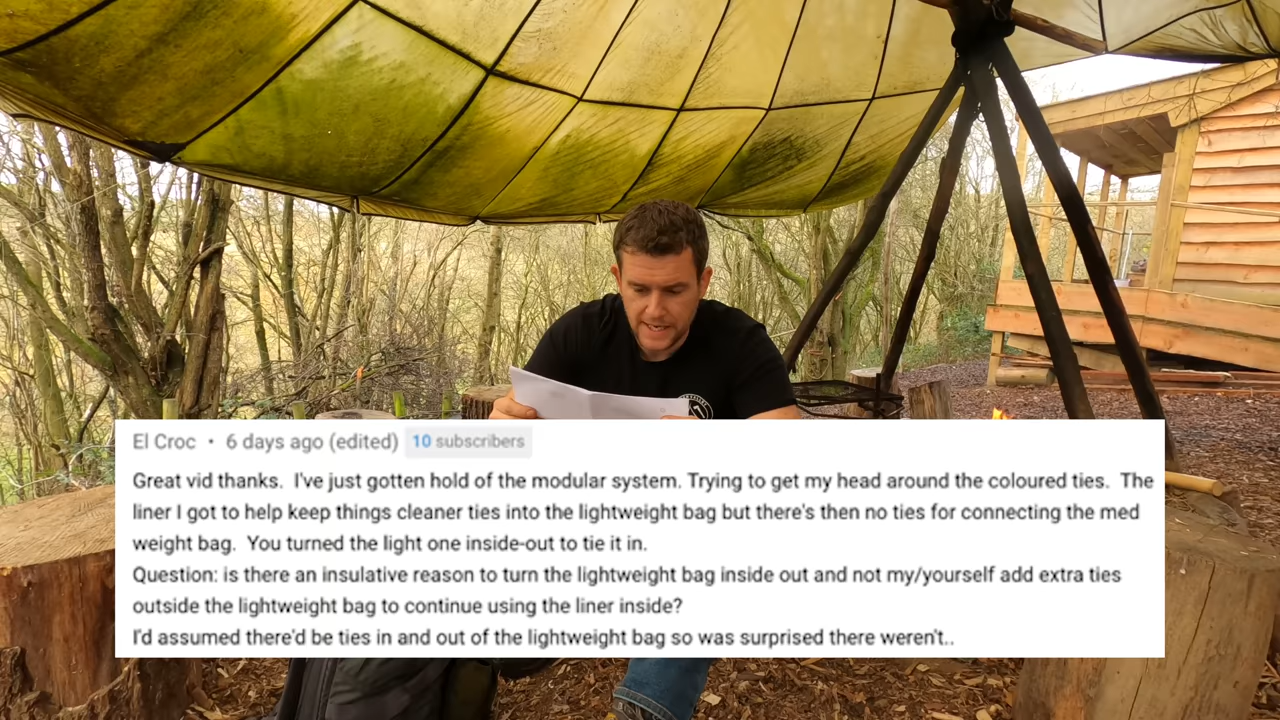 El Croc • 6 days ago (edited) 10 subscribers
Great vid thanks. I've just gotten hold of the modular system. Trying to get my head around the coloured ties. The
liner I got to help keep things cleaner ties into the lightweight bag but there's then no ties for connecting the med
weight bag. You turned the light one inside-out to tie it in.
Question: is there an insulative reason to turn the lightweight bag inside out and not my/yourself add extra ties
outside the lightweight bag to continue using the liner inside?
I'd assumed there'd be ties in and out of the lightweight bag so was surprised there weren't..